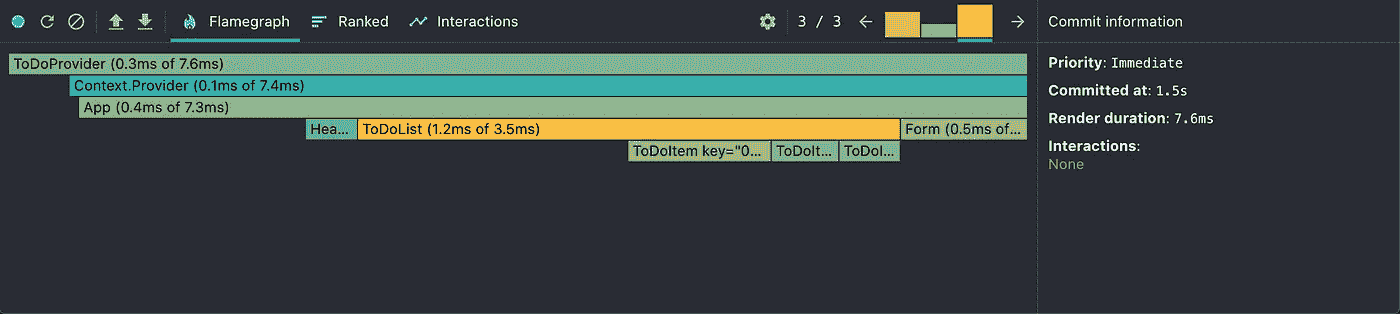 Flamegraph Ranked Interactions 3 / 3 Commit information
ToDoProvider (0.3ms of 7.6ms)
Context.Provider (0.1ms of 7.4ms)
App (0.4ms of 7.3ms)
Hea... ToDoList (1.2ms of 3.5ms) Form (0.5ms of...
ToDoItem key="0... ToDoIt... ToDoI...
Priority: Immediate
Committed at: 1.5s
Render duration: 7.6ms
Interactions:
None